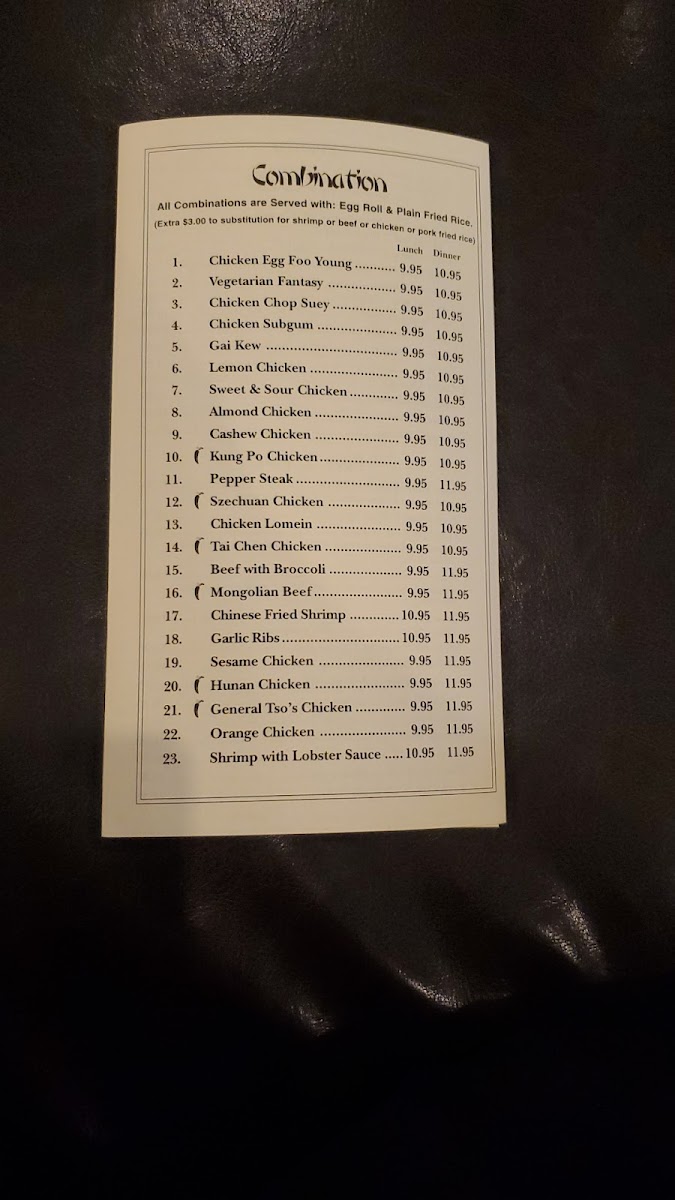 Combination
All Combinations are Served with: Egg Roll & Plain Fried Rice.
(Extra $3.00 to substitution for shrimp or beef or chicken or pork fried rice)
Lunch Dinner
1. Chicken Egg Foo Young .......... 9.95 10.95
2. Vegetarian Fantasy ................. 9.95 10.95
3. Chicken Chop Suey ................ 9.95 10.95
4. Chicken Subgum .................... 9.95 10.95
5. Gai Kew ................................. 9.95 10.95
6. Lemon Chicken ...................... 9.95 10.95
7. Sweet & Sour Chicken ............ 9.95 10.95
8. Almond Chicken ..................... 9.95 10.95
9. Cashew Chicken ..................... 9.95 10.95
10. Kung Po Chicken .................... 9.95 10.95
11. Pepper Steak .......................... 9.95 11.95
12. Szechuan Chicken .................. 9.95 10.95
13. Chicken Lomein ..................... 9.95 10.95
14. Tai Chen Chicken ................... 9.95 10.95
15. Beef with Broccoli .................. 9.95 11.95
16. Mongolian Beef ...................... 9.95 11.95
17. Chinese Fried Shrimp ............ 10.95 11.95
18. Garlic Ribs ............................. 10.95 11.95
19. Sesame Chicken ..................... 9.95 11.95
20. Hunan Chicken ...................... 9.95 11.95
21. General Tso's Chicken ............ 9.95 11.95
22. Orange Chicken ..................... 9.95 11.95
23. Shrimp with Lobster Sauce ..... 10.95 11.95